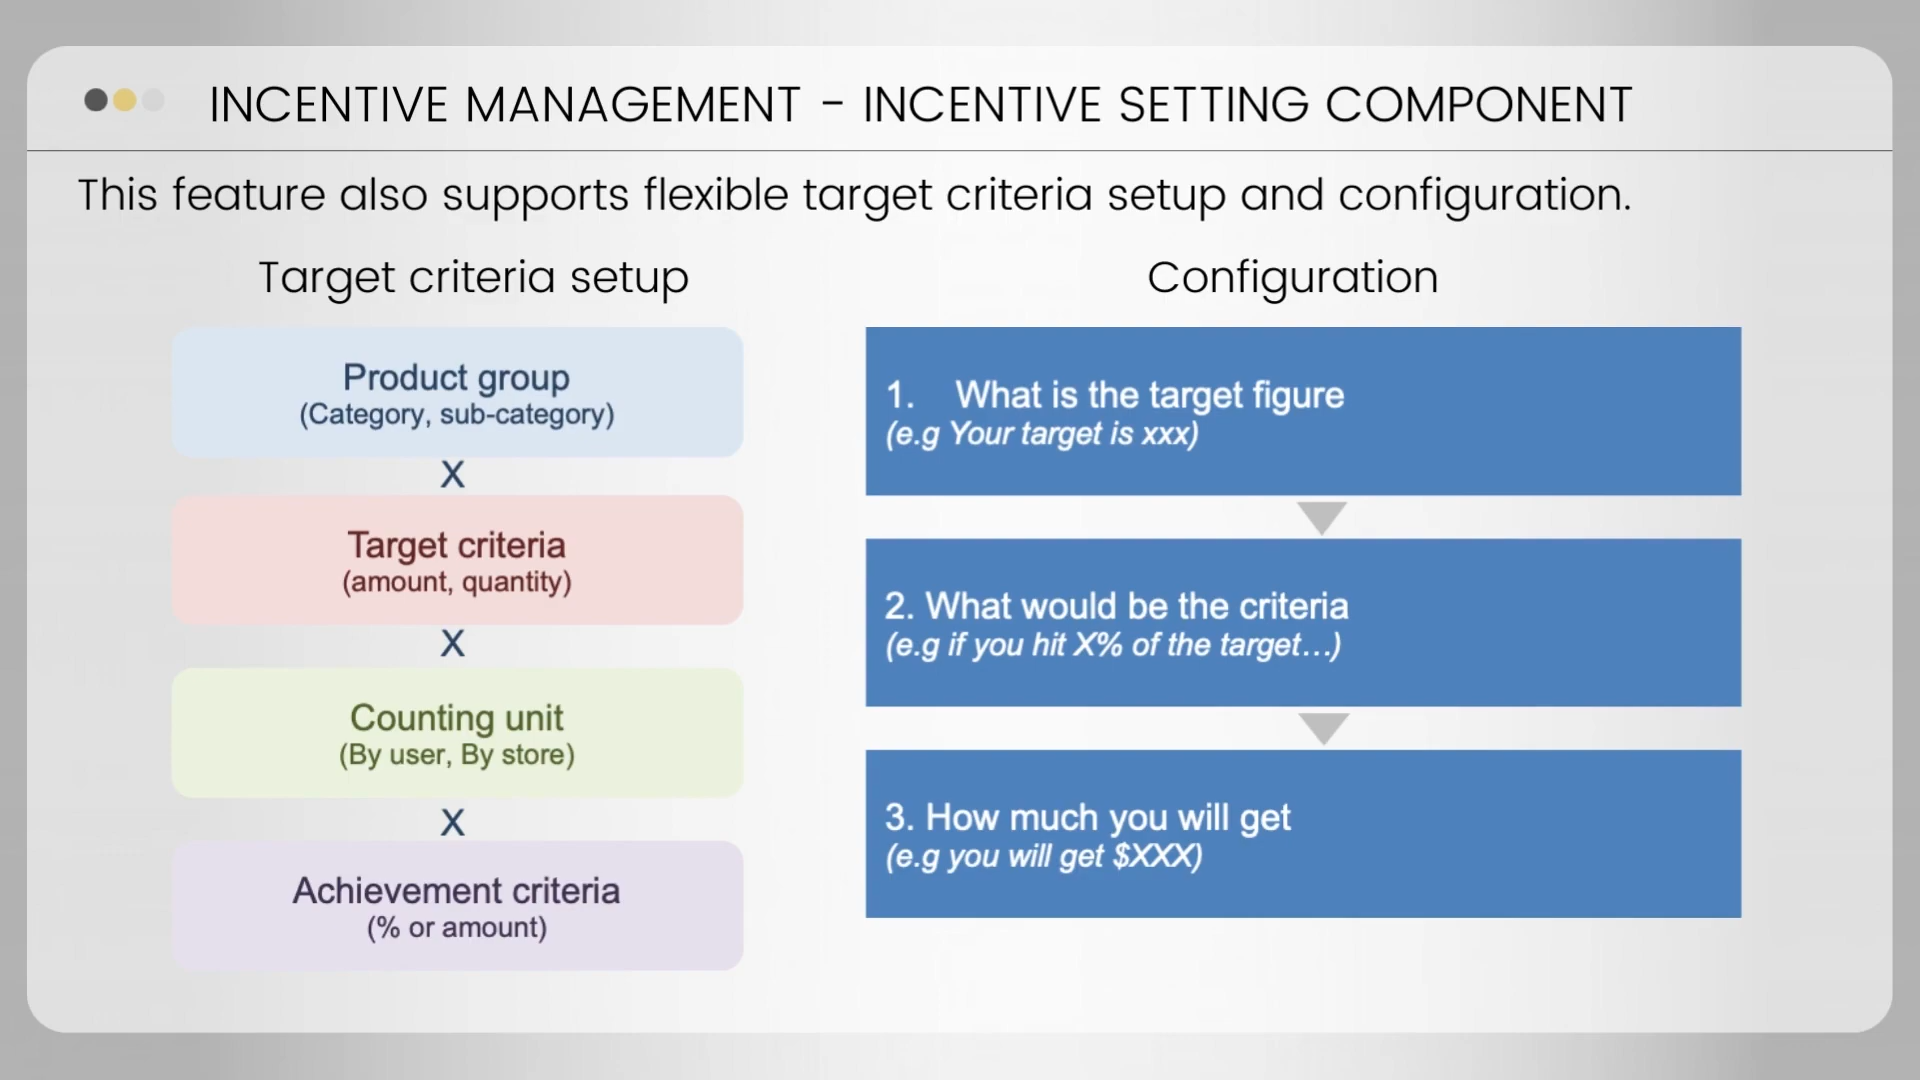 INCENTIVE MANAGEMENT - INCENTIVE SETTING COMPONENT
This feature also supports flexible target criteria setup and configuration.
Target criteria setup
Product group
(Category, sub-category)
X
Target criteria
(amount, quantity)
X
Counting unit
(By user, By store)
X
Achievement criteria
(% or amount)
Configuration
1. What is the target figure
(e.g Your target is xxx)
2. What would be the criteria
(e.g if you hit X% of the target...)
3. How much you will get
(e.g you will get $XXX)